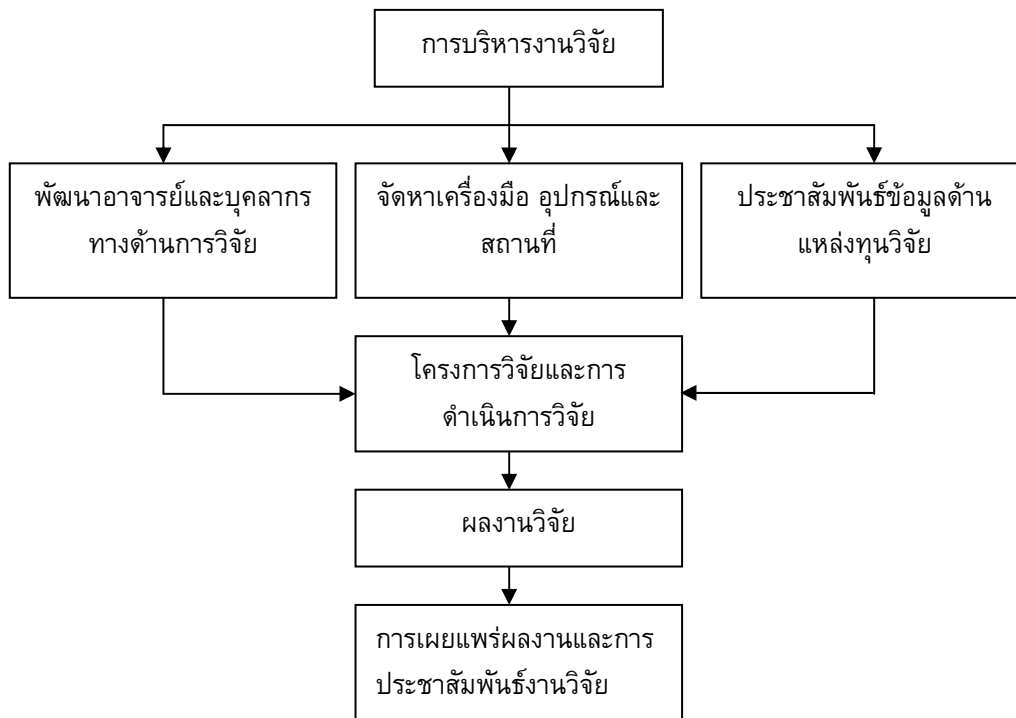 การบริหารงานวิจัย
พัฒนาอาจารย์และบุคลากร
ทางด้านการวิจัย
จัดหาเครื่องมือ อุปกรณ์และ
สถานที่
ประชาสัมพันธ์ข้อมูลด้าน
แหล่งทุนวิจัย
โครงการวิจัยและการ
ดำเนินการวิจัย
ผลงานวิจัย
การเผยแพร่ผลงานและการ
ประชาสัมพันธ์งานวิจัย